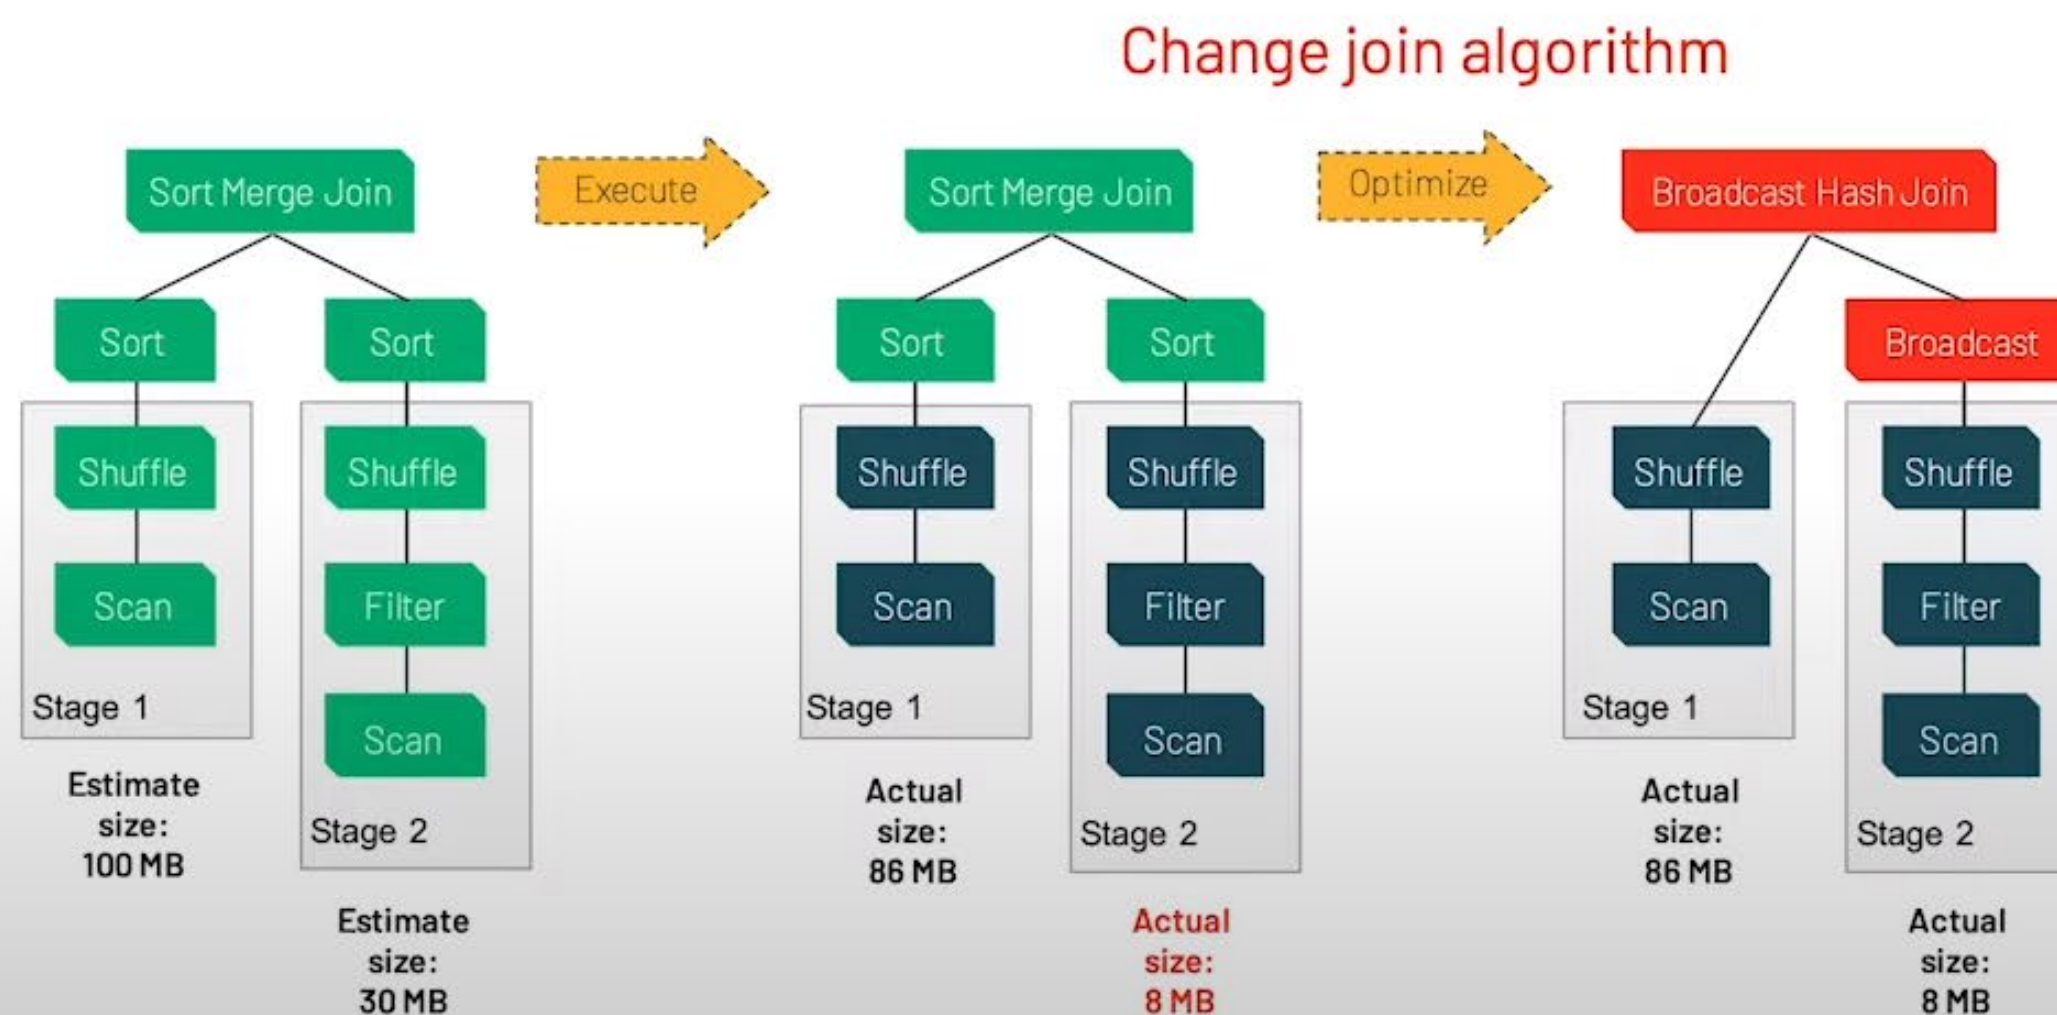 Change join algorithm
Sort Merge Join
Execute
Sort Merge Join
Optimize
Broadcast Hash Join
Sort
Sort
Sort
Sort
Broadcast
Shuffle
Shuffle
Shuffle
Shuffle
Shuffle
Shuffle
Scan
Filter
Scan
Filter
Scan
Filter
Stage 1
Scan
Stage 1
Scan
Stage 1
Scan
Estimate
size:
100 MB
Stage 2
Actual
size:
86 MB
Stage 2
Actual
size:
86 MB
Stage 2
Estimate
size:
30 MB
Actual
size:
8 MB
Actual
size:
8 MB